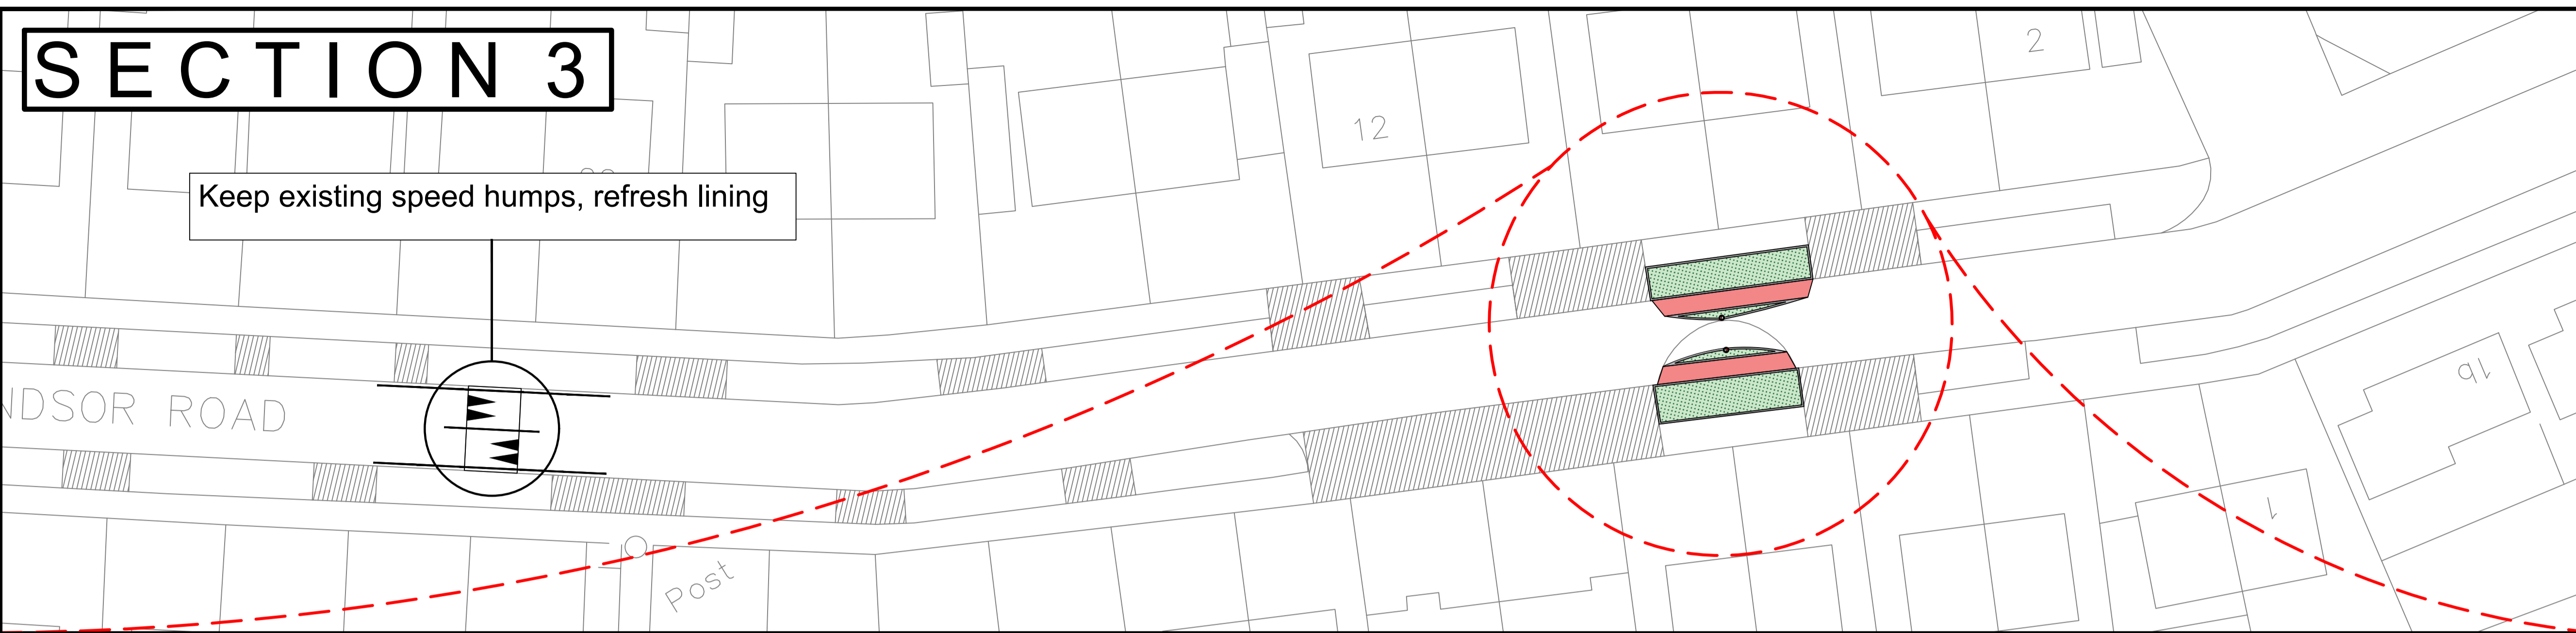 SECTION 3
Keep existing speed humps, refresh lining
2
12
NDSOR ROAD
Post
1b
1